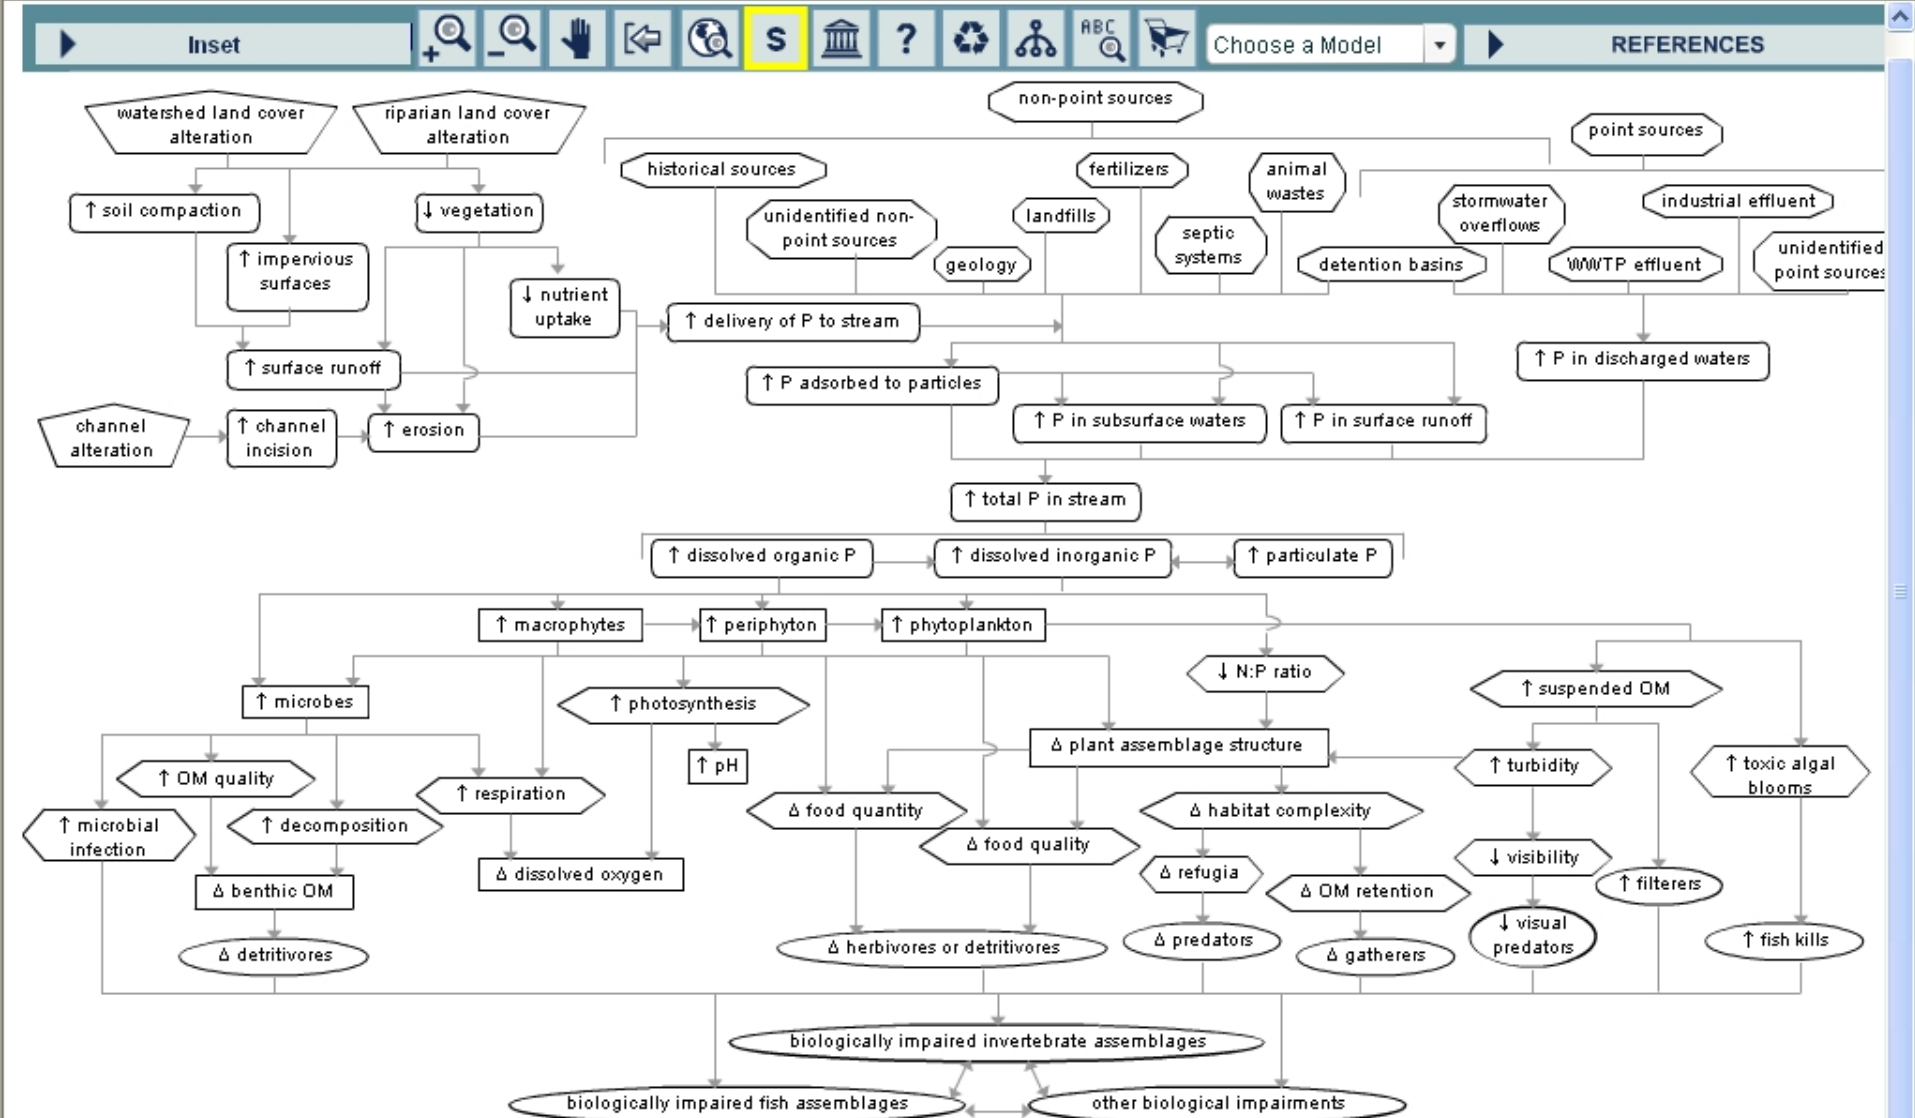 Inset
S
?
ABC
Choose a Model
REFERENCES
watershed land cover
alteration
riparian land cover
alteration
non-point sources
point sources
historical sources
fertilizers
animal
wastes
unidentified non-
point sources
landfills
stormwater
overflows
industrial effluent
septic
systems
geology
detention basins
WWTP effluent
unidentified
point sources
↑ soil compaction
↓ vegetation
↑ impervious
surfaces
↓ nutrient
uptake
↑ delivery of P to stream
↑ surface runoff
↑ P adsorbed to particles
↑ P in discharged waters
channel
alteration
↑ channel
incision
↑ erosion
↑ P in subsurface waters
↑ P in surface runoff
↑ total P in stream
↑ dissolved organic P
↑ dissolved inorganic P
↑ particulate P
↑ macrophytes
↑ periphyton
↑ phytoplankton
↓ N:P ratio
↑ suspended OM
↑ microbes
↑ photosynthesis
Δ plant assemblage structure
↑ pH
↑ turbidity
↑ toxic algal
blooms
↑ OM quality
↑ respiration
Δ food quantity
Δ habitat complexity
↑ microbial
infection
↑ decomposition
Δ food quality
↓ visibility
Δ dissolved oxygen
Δ refugia
↑ filterers
Δ benthic OM
Δ OM retention
↓ visual
predators
Δ detritivores
Δ herbivores or detritivores
Δ predators
Δ gatherers
↑ fish kills
biologically impaired invertebrate assemblages
biologically impaired fish assemblages
other biological impairments